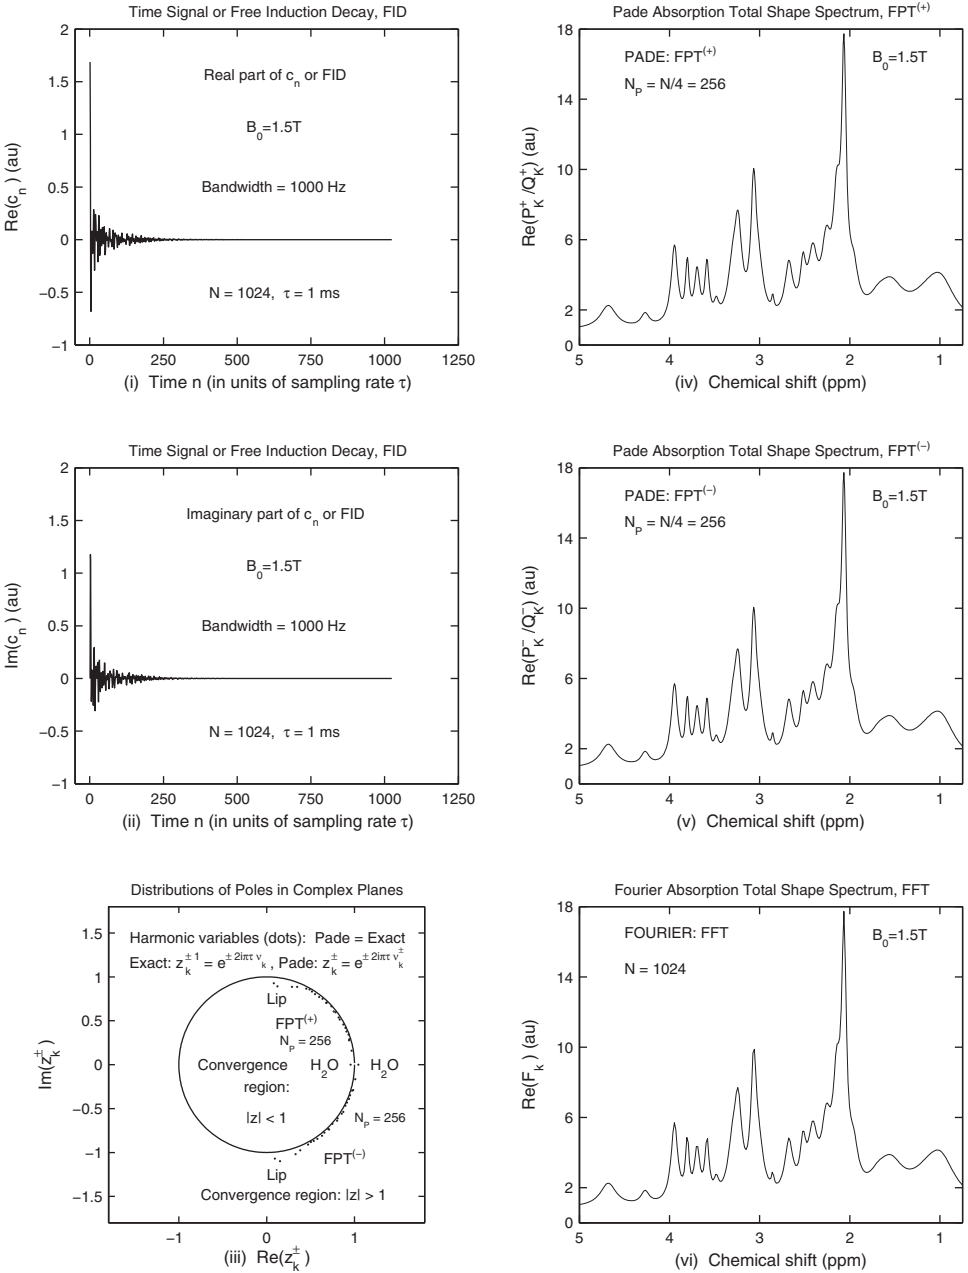 Time Signal or Free Induction Decay, FID
2
1.5
1
0.5
0
−0.5
−1
Re(c_n) (au)
Real part of c_n or FID
B_0=1.5T
Bandwidth = 1000 Hz
N = 1024, τ = 1 ms
0 250 500 750 1000 1250
(i) Time n (in units of sampling rate τ)
Pade Absorption Total Shape Spectrum, FPT^(+)
18
14
10
6
2
0
Re(P_K^+/Q_K^+) (au)
PADE: FPT^(+)
B_0=1.5T
N_P = N/4 = 256
5 4 3 2 1
(iv) Chemical shift (ppm)
Time Signal or Free Induction Decay, FID
2
1.5
1
0.5
0
−0.5
−1
Im(c_n) (au)
Imaginary part of c_n or FID
B_0=1.5T
Bandwidth = 1000 Hz
N = 1024, τ = 1 ms
0 250 500 750 1000 1250
(ii) Time n (in units of sampling rate τ)
Pade Absorption Total Shape Spectrum, FPT^(−)
18
14
10
6
2
0
Re(P_K^−/Q_K^−) (au)
PADE: FPT^(−)
B_0=1.5T
N_P = N/4 = 256
5 4 3 2 1
(v) Chemical shift (ppm)
Distributions of Poles in Complex Planes
1.5
1
0.5
0
−0.5
−1
−1.5
Im(z_k^±)
Harmonic variables (dots): Pade = Exact
Exact: z_k^{±1} = e^{±2iπτν_k}, Pade: z_k^± = e^{±2iπτν_k^±}
Lip
FPT^(+)
N_P = 256
Convergence
region:
|z| < 1
H_2O
H_2O
N_P = 256
FPT^(−)
Lip
Convergence region: |z| > 1
−1 0 1
(iii) Re(z_k^±)
Fourier Absorption Total Shape Spectrum, FFT
18
14
10
6
2
0
Re(F_k) (au)
FOURIER: FFT
B_0=1.5T
N = 1024
5 4 3 2 1
(vi) Chemical shift (ppm)